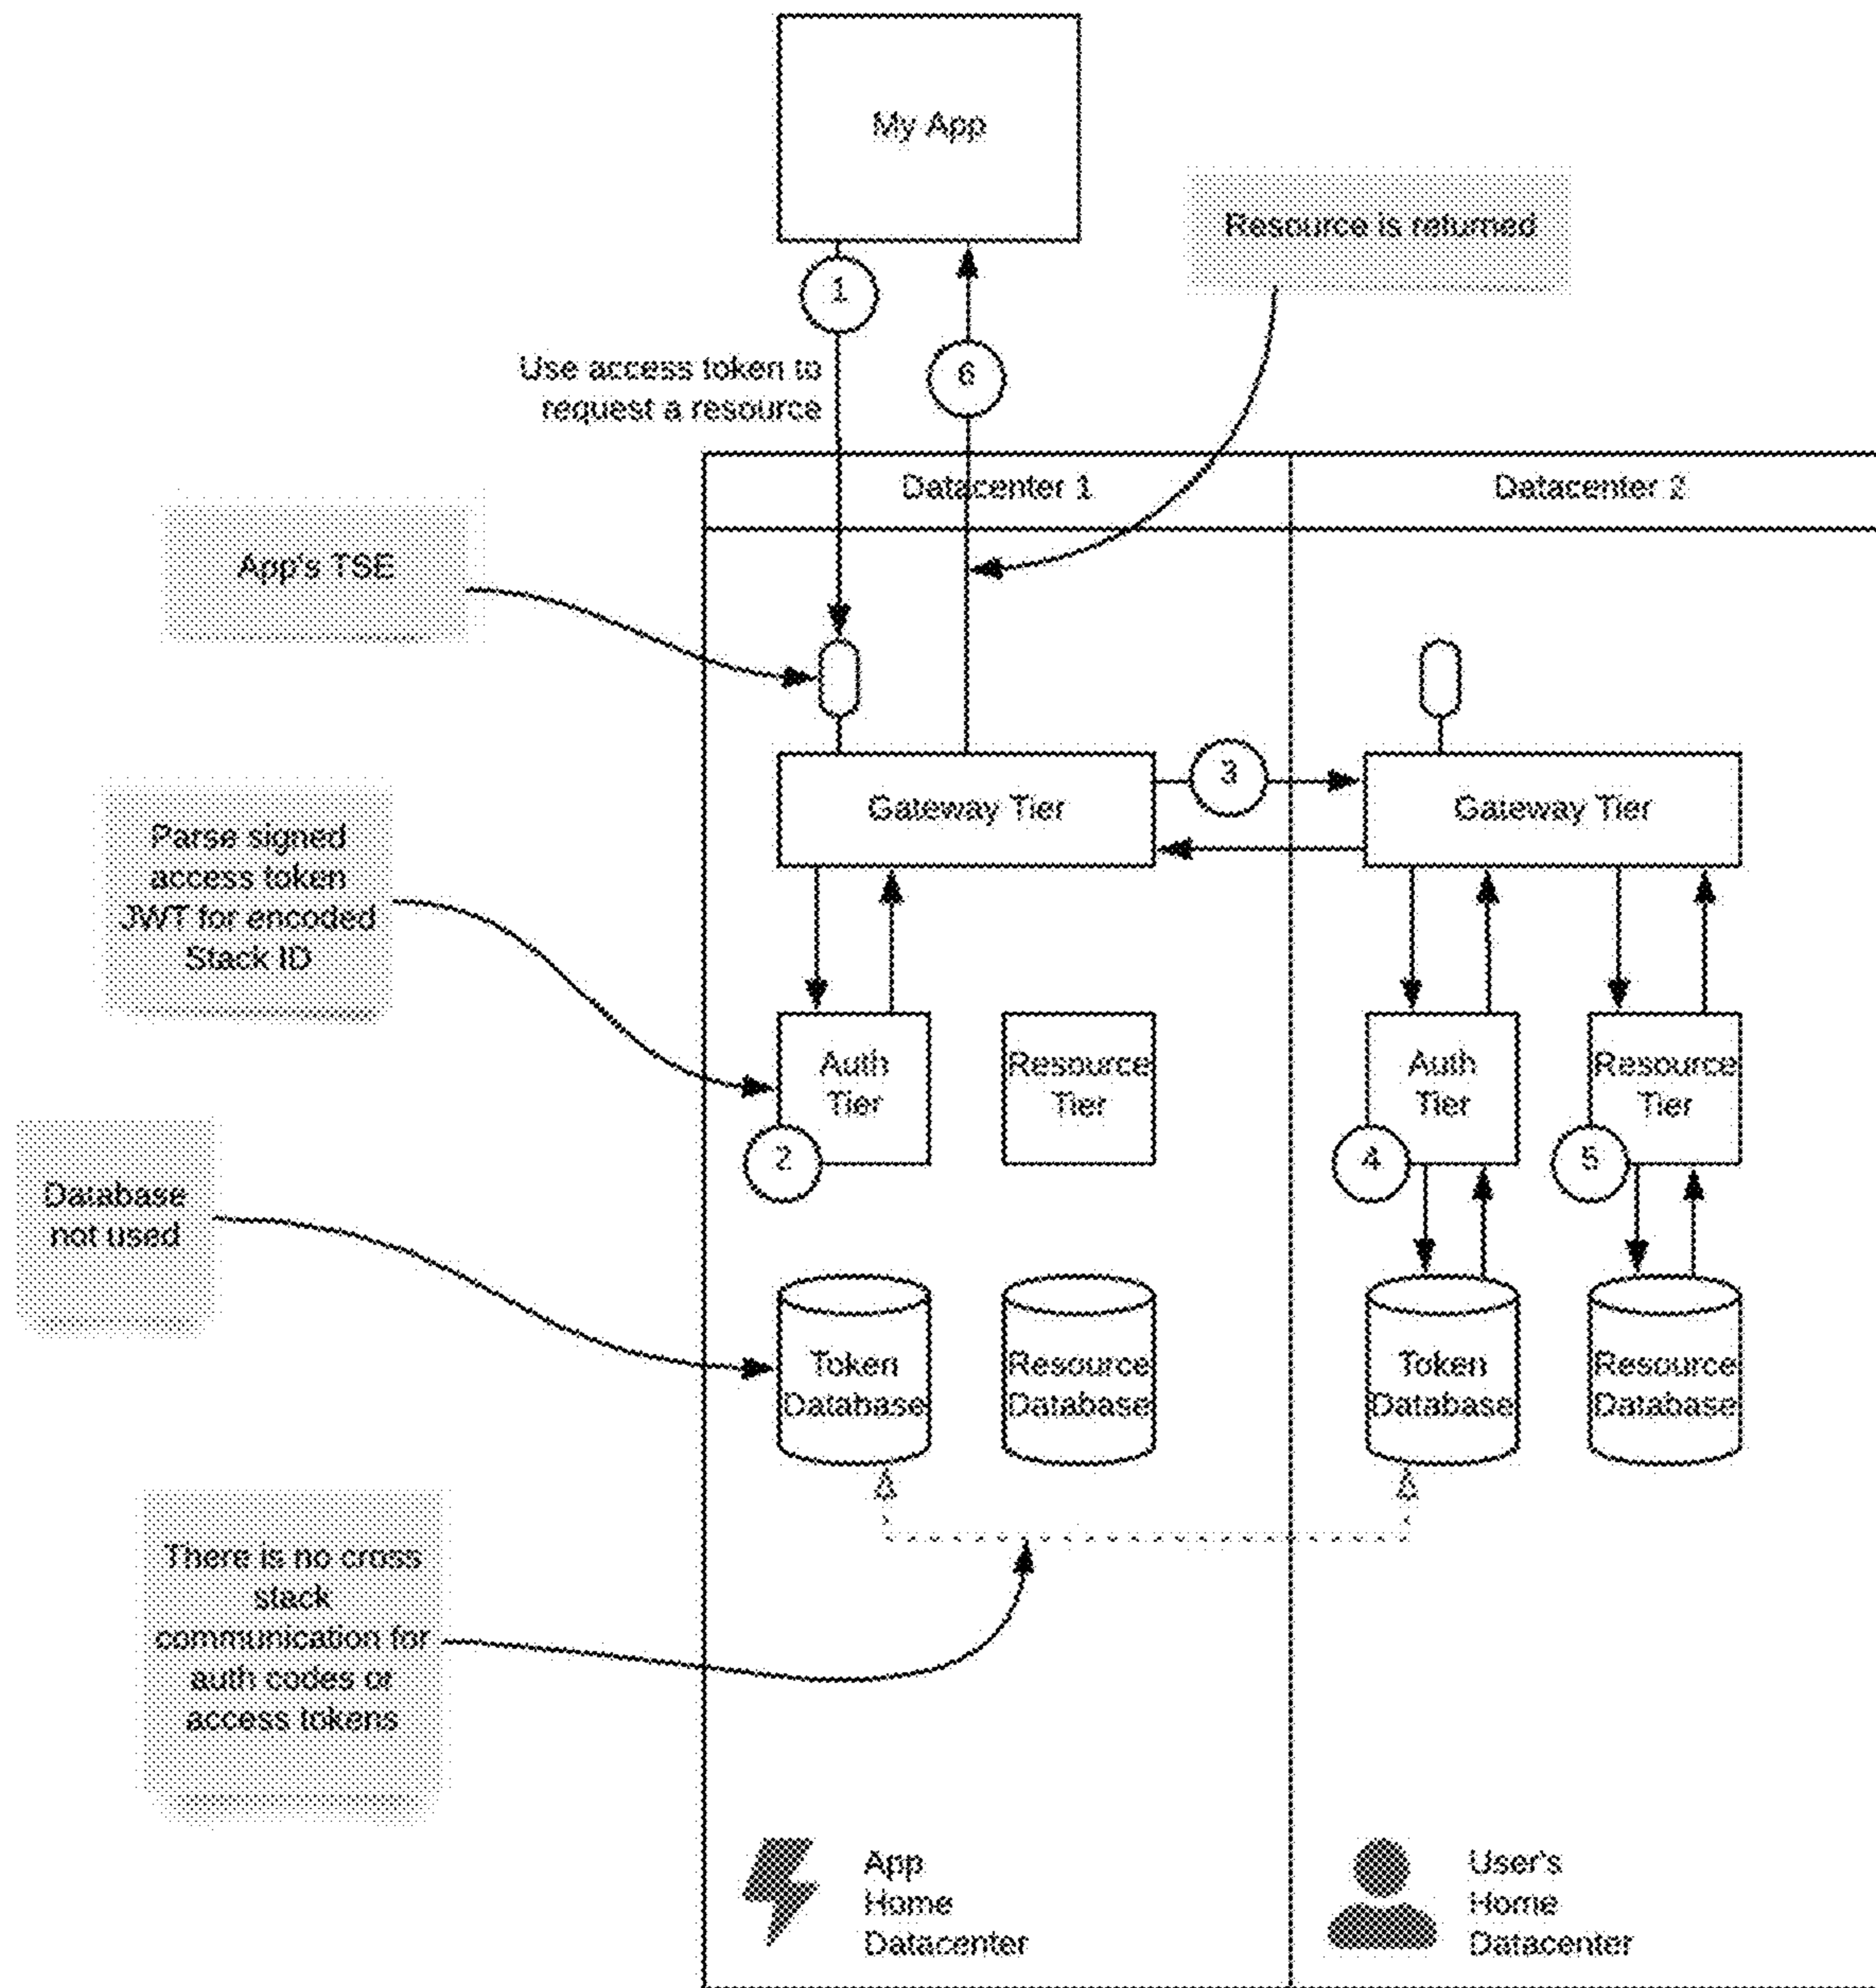 My App
Resource is returned
1
Use access token to
request a resource
6
Datacenter 1
Datacenter 2
App's TSE
3
Gateway Tier
Gateway Tier
Parse signed
access token
JWT for encoded
Stack ID
Auth
Tier
Resource
Tier
Auth
Tier
Resource
Tier
2
4
5
Database
not used
Token
Database
Resource
Database
Token
Database
Resource
Database
There is no cross
stack
communication for
auth codes or
access tokens
App
Home
Datacenter
User's
Home
Datacenter